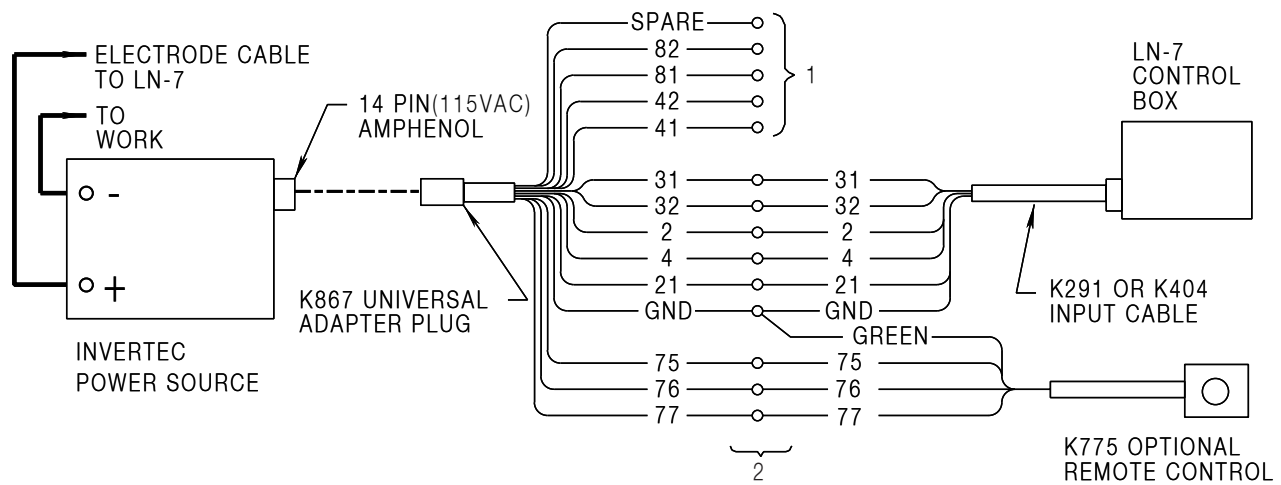 ELECTRODE CABLE
TO LN-7
TO
WORK
14 PIN(115VAC)
AMPHENOL
-
+
INVERTEC
POWER SOURCE
K867 UNIVERSAL
ADAPTER PLUG
SPARE
82
81
42
41
1
31 31
32 32
2 2
4 4
21 21
GND GND
GREEN
75 75
76 76
77 77
2
LN-7
CONTROL
BOX
K291 OR K404
INPUT CABLE
K775 OPTIONAL
REMOTE CONTROL